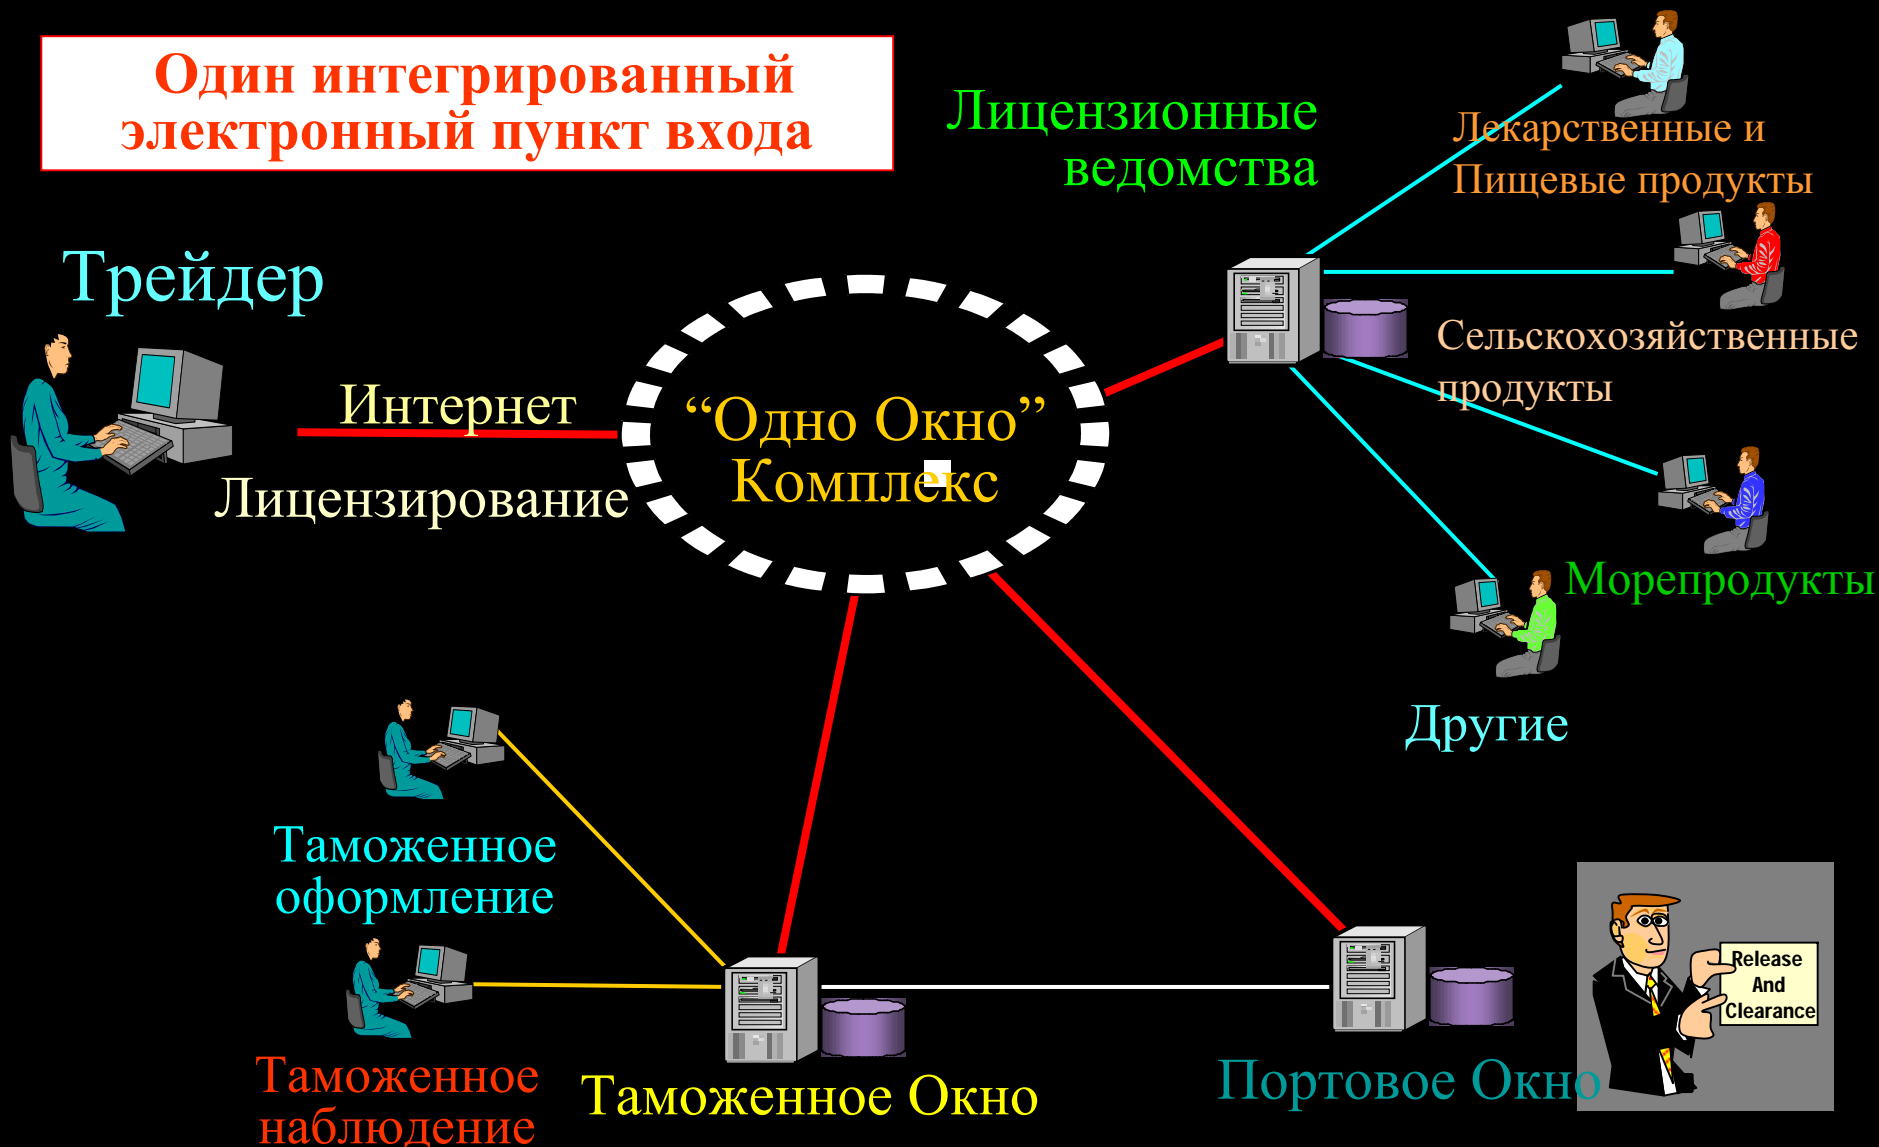 Один интегрированный
электронный пункт входа
Лицензионные
ведомства
Лекарственные и
Пищевые продукты
Трейдер
Сельскохозяйственные
продукты
Интернет
“Одно Окно”
Комплекс
Лицензирование
Морепродукты
Другие
Таможенное
оформление
Release
And
Clearance
Таможенное
наблюдение
Таможенное Окно
Портовое Окно